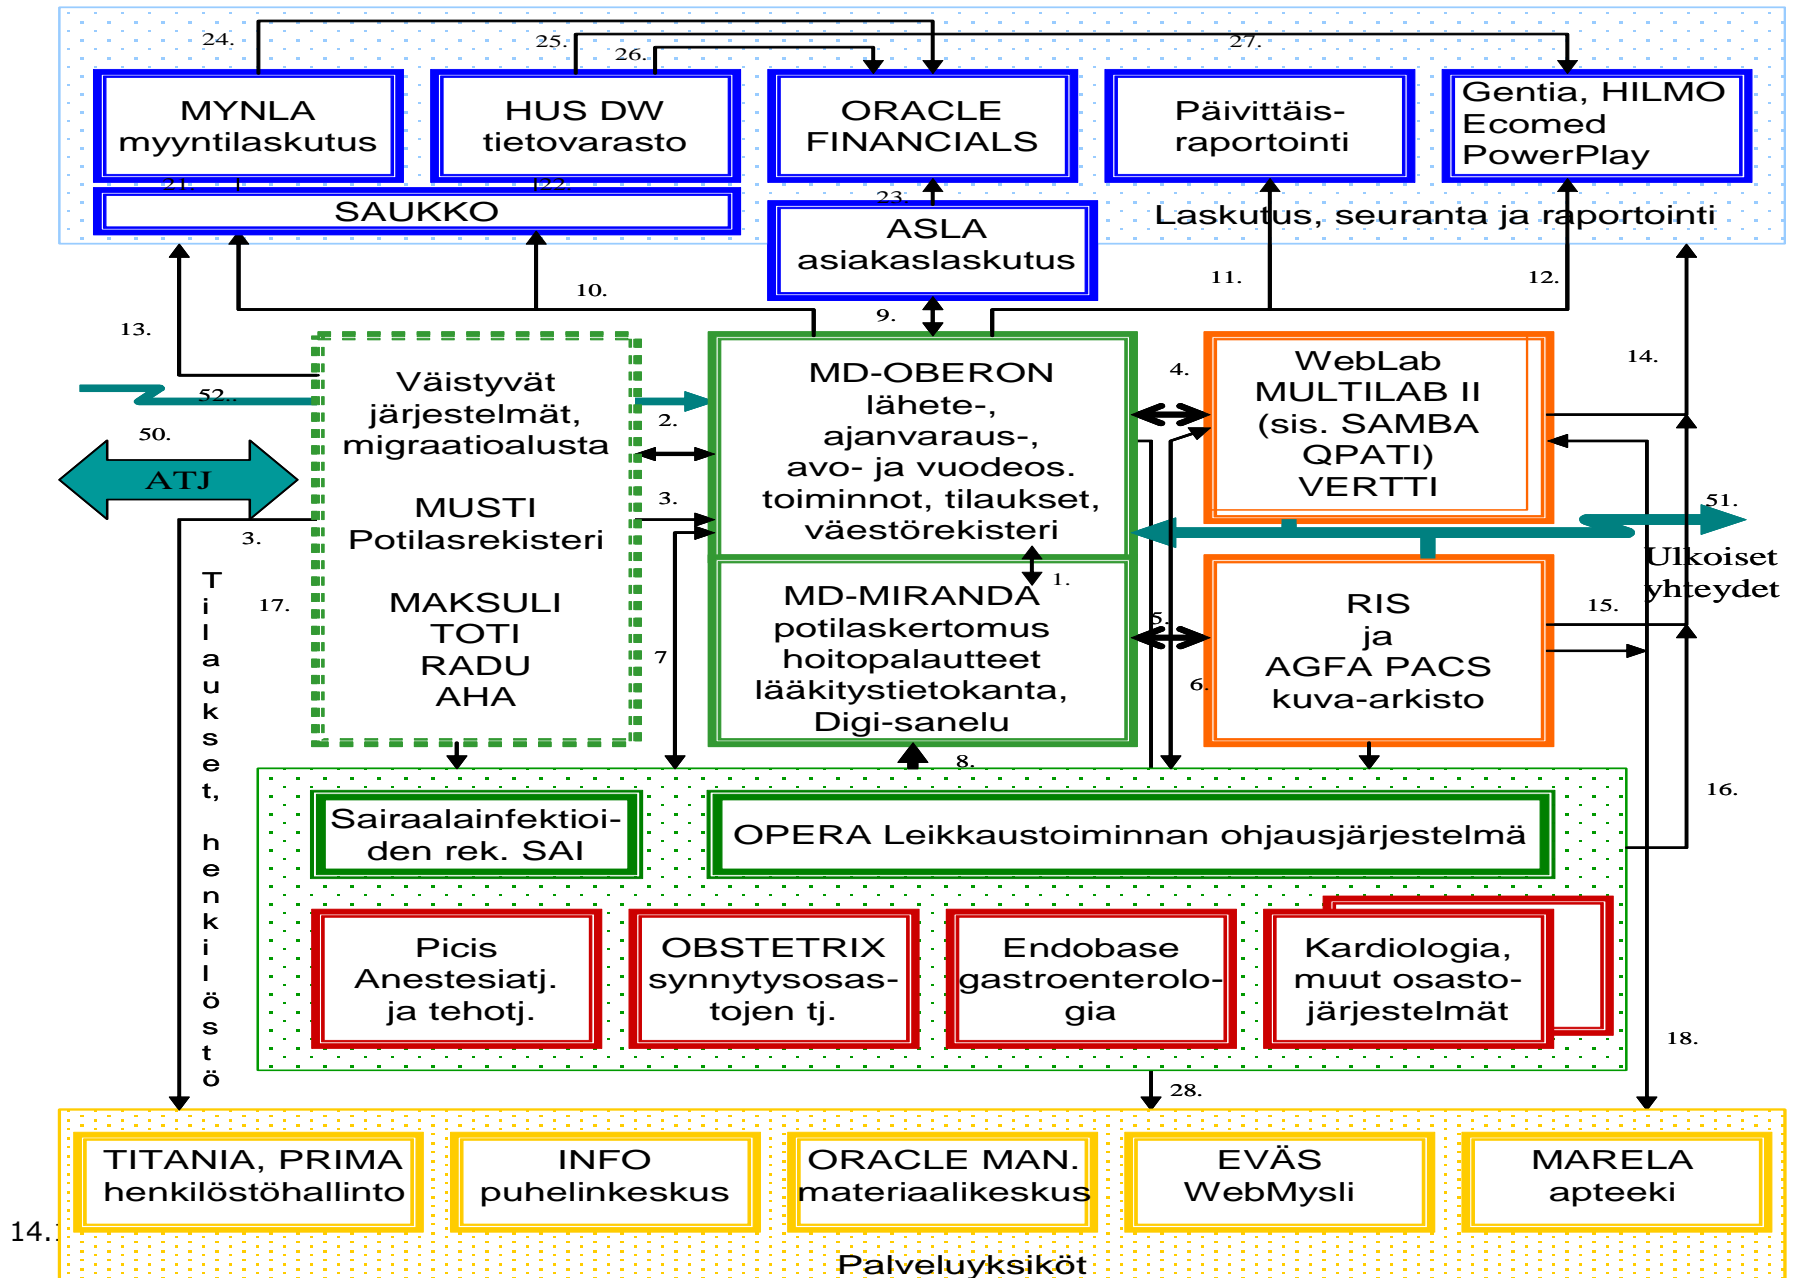 24.
25.
26.
27.
MYNLA
myyntilaskutus
HUS DW
tietovarasto
ORACLE
FINANCIALS
Päivittäis-
raportointi
Gentia, HILMO
Ecomed
PowerPlay
21.
22.
23.
SAUKKO
ASLA
asiakaslaskutus
Laskutus, seuranta ja raportointi
10.
11.
12.
13.
9.
14.
52..
50.
ATJ
3.
17.
Tilaukset, henkilöstö
Väistyvät
järjestelmät,
migraatioalusta
MUSTI
Potilasrekisteri
MAKSULI
TOTI
RADU
AHA
2.
3.
7
MD-OBERON
lähete-,
ajanvaraus-,
avo- ja vuodeos.
toiminnot, tilaukset,
väestörekisteri
1.
MD-MIRANDA
potilaskertomus
hoitopalautteet
lääkitystietokanta,
Digi-sanelu
4.
5.
6.
8.
WebLab
MULTILAB II
(sis. SAMBA
QPATI)
VERTTI
51.
Ulkoiset
yhteydet
RIS
ja
AGFA PACS
kuva-arkisto
15.
16.
Sairaalainfektioi-
den rek. SAI
OPERA Leikkaustoiminnan ohjausjärjestelmä
Picis
Anestesiatj.
ja tehotj.
OBSTETRIX
synnytysosas-
tojen tj.
Endobase
gastroenterolo-
gia
Kardiologia,
muut osasto-
järjestelmät
18.
28.
TITANIA, PRIMA
henkilöstöhallinto
INFO
puhelinkeskus
ORACLE MAN.
materiaalikeskus
EVÄS
WebMysli
MARELA
apteeki
14.
Palveluyksiköt